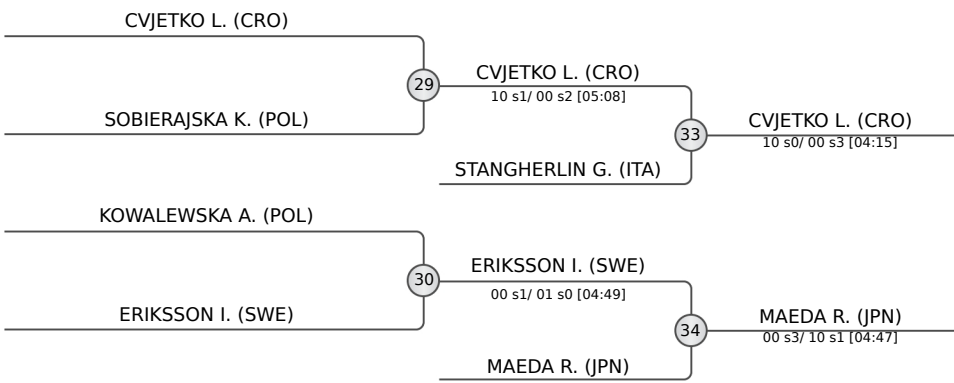 CVJETKO L. (CRO)
29
SOBIERAJSKA K. (POL)
CVJETKO L. (CRO)
10 s1/ 00 s2 [05:08]
33
STANGHERLIN G. (ITA)
CVJETKO L. (CRO)
10 s0/ 00 s3 [04:15]
KOWALEWSKA A. (POL)
30
ERIKSSON I. (SWE)
ERIKSSON I. (SWE)
00 s1/ 01 s0 [04:49]
34
MAEDA R. (JPN)
MAEDA R. (JPN)
00 s3/ 10 s1 [04:47]